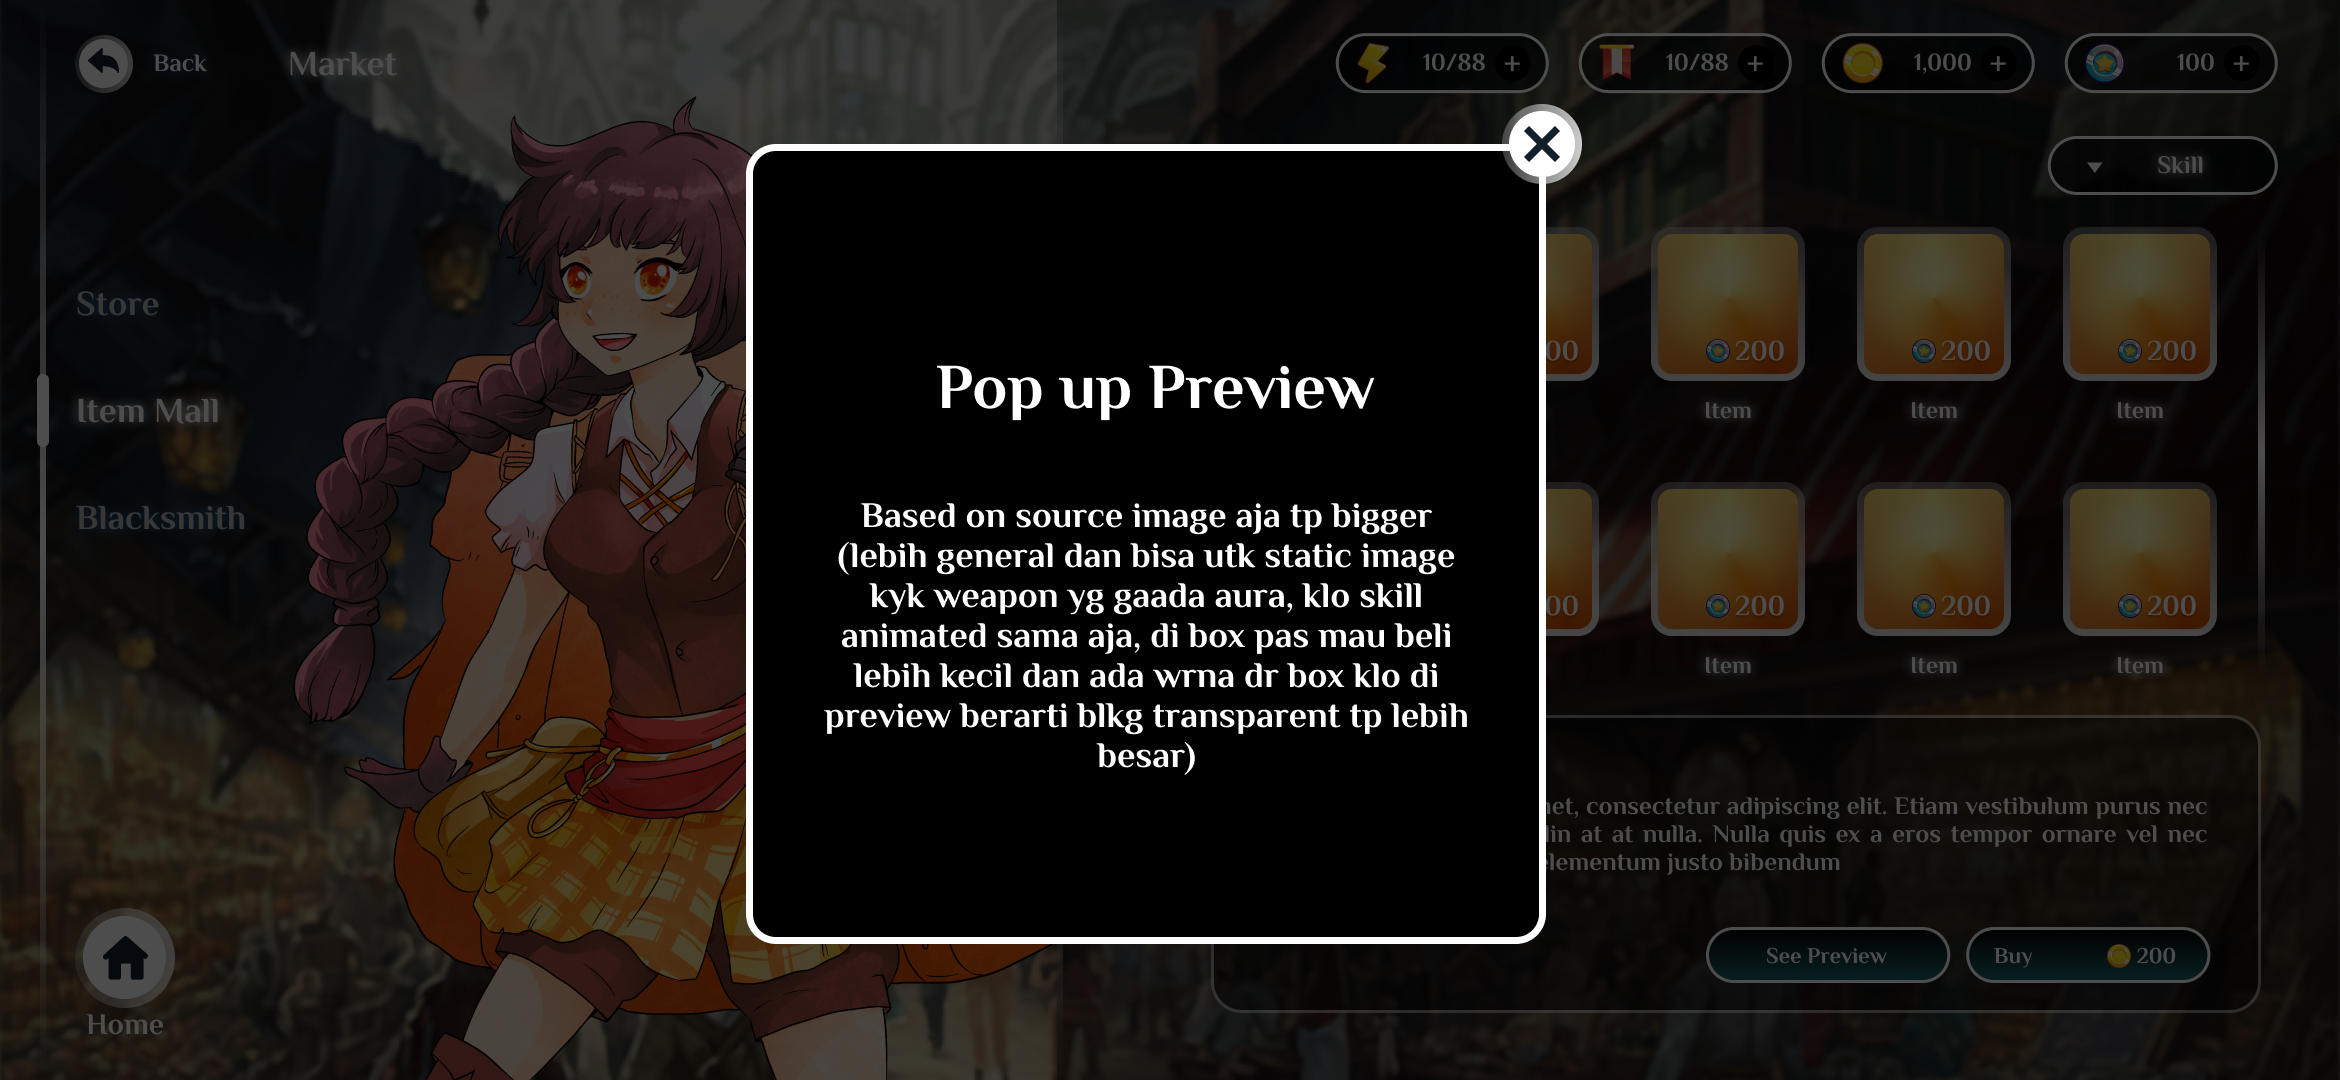 Back
Market
10/88 +
10/88 +
1,000 +
100 +
Skill
Store
Item Mall
Blacksmith
Home
Pop up Preview
Based on source image aja tp bigger
(lebih general dan bisa utk static image
kyk weapon yg gaada aura, klo skill
animated sama aja, di box pas mau beli
lebih kecil dan ada wrna dr box klo di
preview berarti blkg transparent tp lebih
besar)
00
200
200
200
Item
Item
Item
00
200
200
200
Item
Item
Item
consectetur adipiscing elit. Etiam vestibulum purus nec
at at nulla. Nulla quis ex a eros tempor ornare vel nec
elementum justo bibendum
See Preview
Buy 200